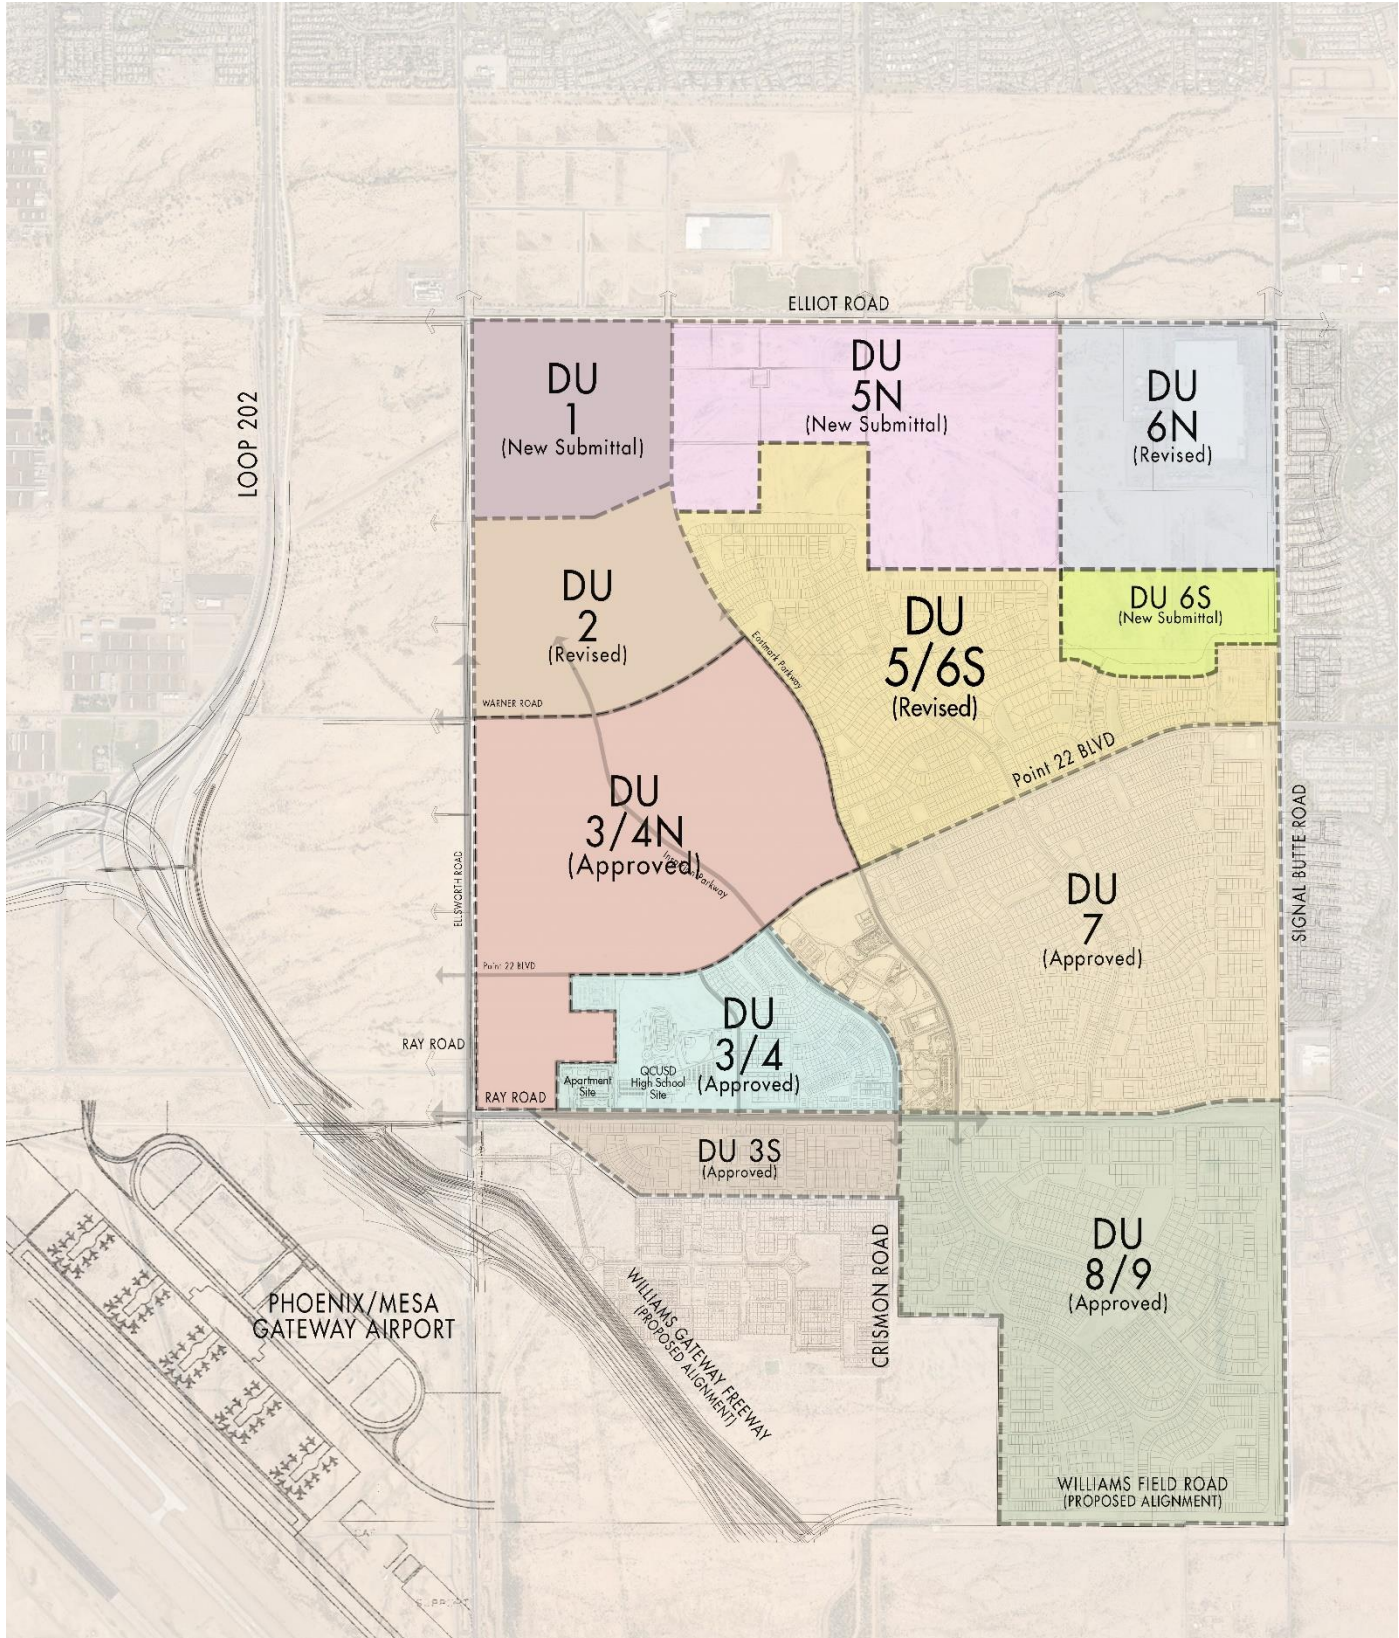 ELLIOT ROAD
LOOP 202
DU
1
(New Submittal)
DU
5N
(New Submittal)
DU
6N
(Revised)
DU
2
(Revised)
DU 6S
(New Submittal)
DU
5/6S
(Revised)
Eastmark Parkway
WARNER ROAD
Point 22 BLVD
DU
3/4N
(Approved)
Parkway
ELLSWORTH ROAD
SIGNAL BUTTE ROAD
DU
7
(Approved)
Point 22 BLVD
DU
3/4
(Approved)
RAY ROAD
QCUSD
High School
Site
Apartment
Site
RAY ROAD
DU 3S
(Approved)
CRISMON ROAD
DU
8/9
(Approved)
PHOENIX/MESA
GATEWAY AIRPORT
WILLIAMS GATEWAY FREEWAY
(PROPOSED ALIGNMENT)
WILLIAMS FIELD ROAD
(PROPOSED ALIGNMENT)